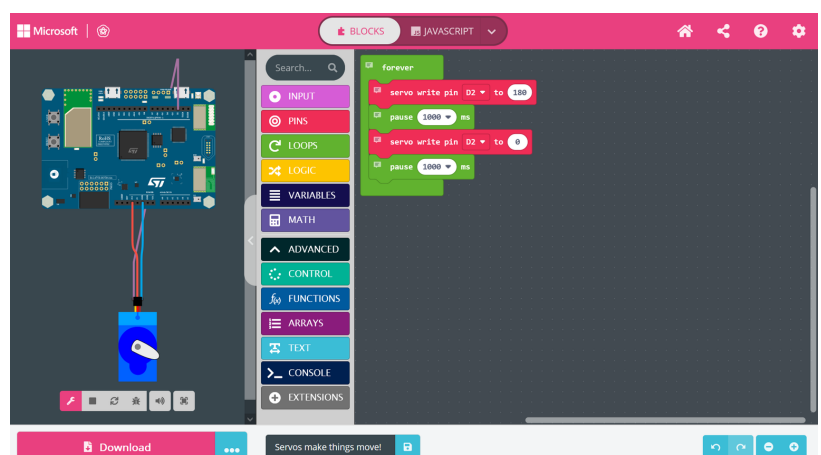 Microsoft
BLOCKS
JS JAVASCRIPT
Search...
INPUT
PINS
LOOPS
LOGIC
VARIABLES
MATH
ADVANCED
CONTROL
f(x) FUNCTIONS
ARRAYS
TEXT
CONSOLE
EXTENSIONS
forever
servo write pin D2 to 180
pause 1000 ms
servo write pin D2 to 0
pause 1000 ms
RoHS
Download
Servos make things move!